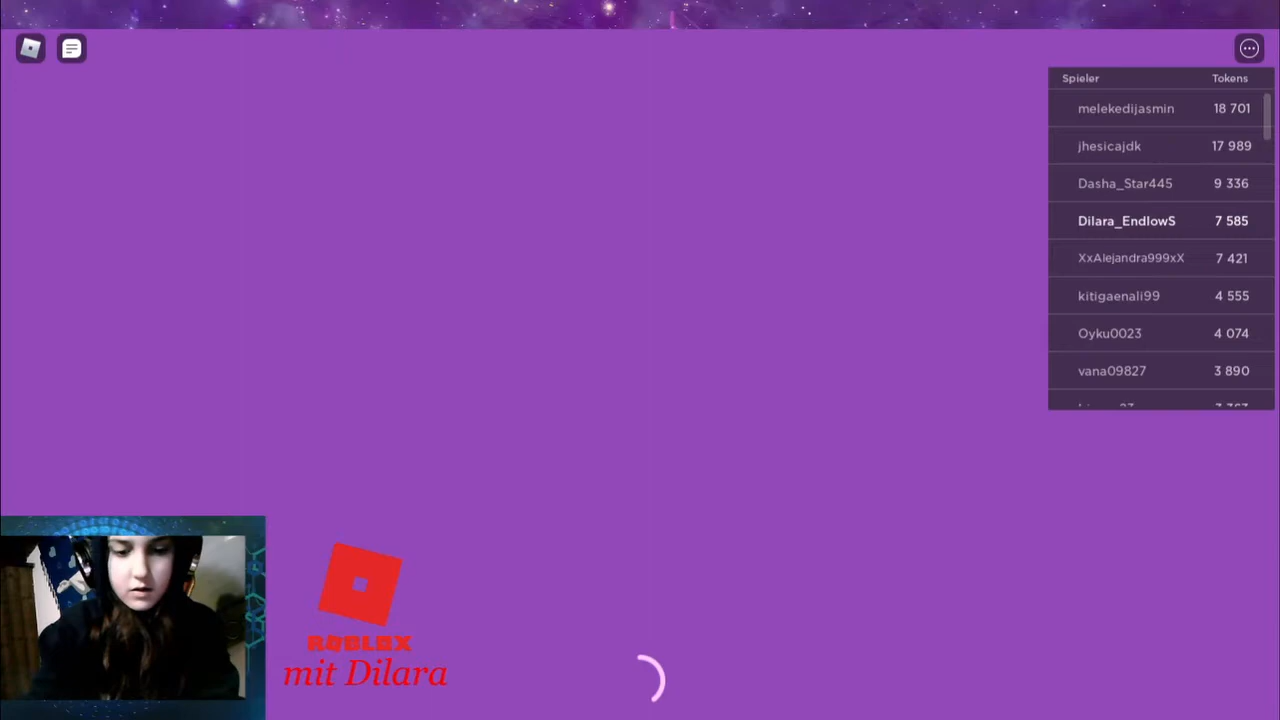 Spieler Tokens
melekedijasmin 18 701
jhesicajdk 17 989
Dasha_Star445 9 336
Dilara_EndlowS 7 585
XxAlejandra999xX 7 421
kitigaenali99 4 555
Oyku0023 4 074
vana09827 3 890
ROBLOX
mit Dilara